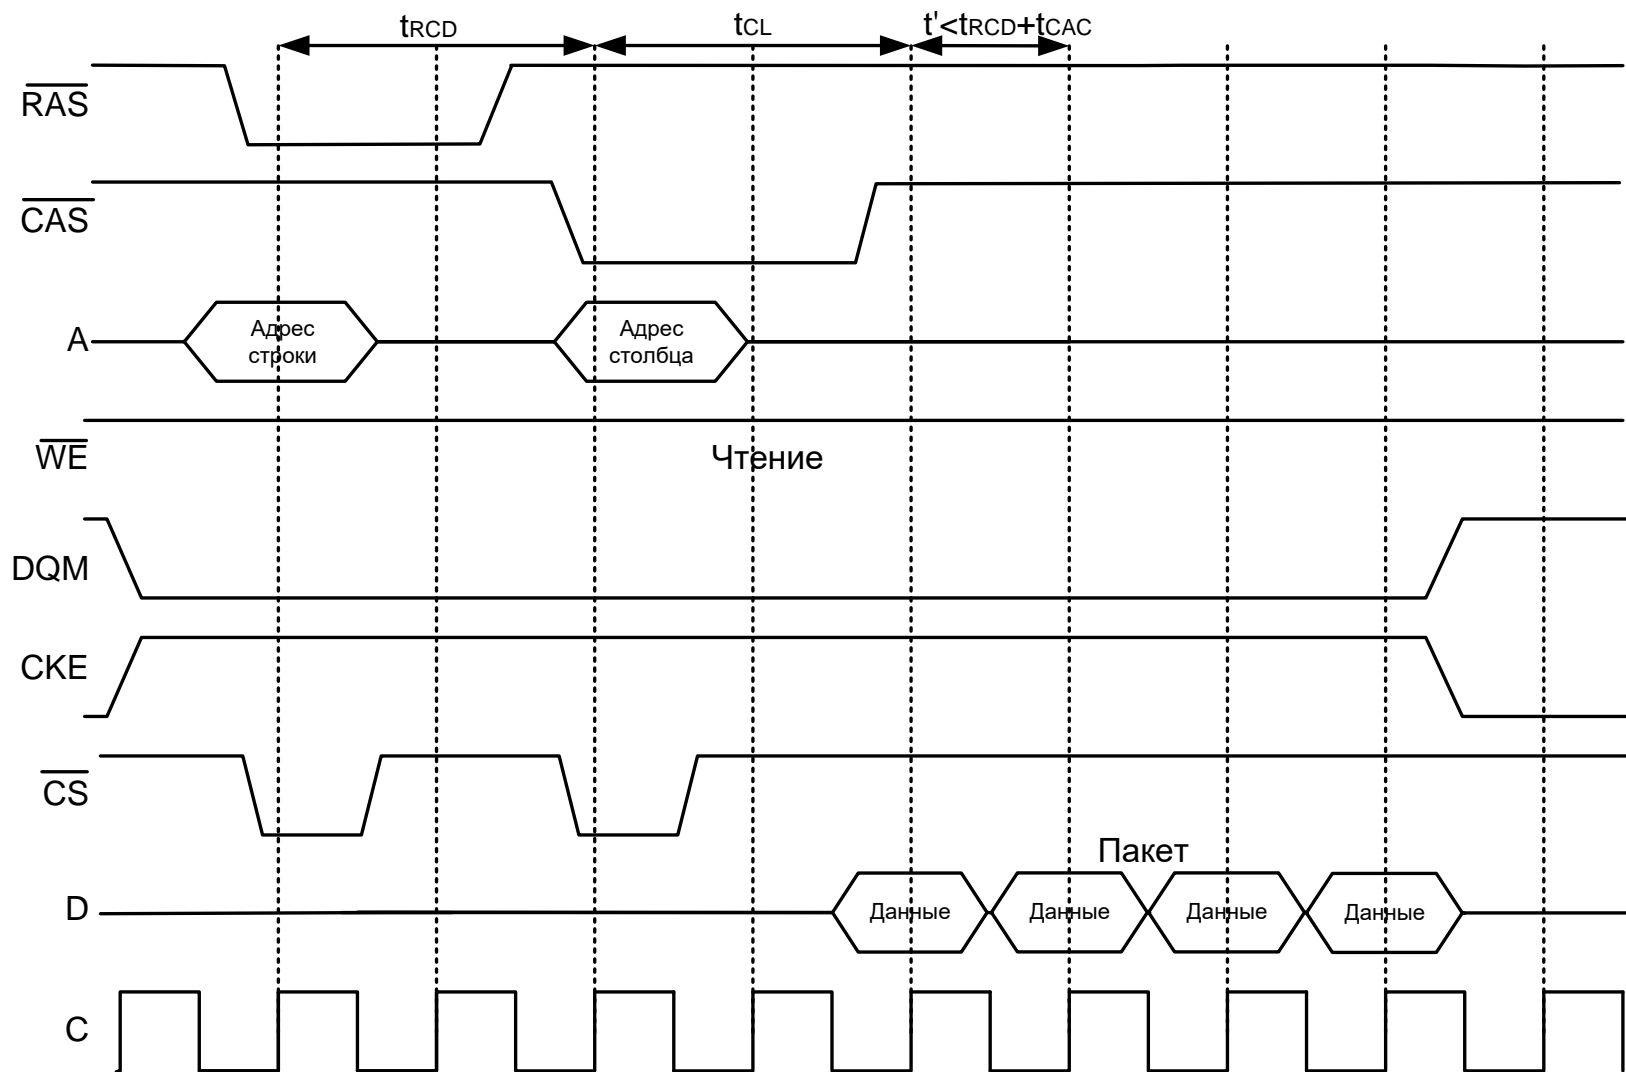 tRCD
tCL
t'<tRCD+tCAC
RAS
CAS
A
Адрес
строки
Адрес
столбца
WE
Чтение
DQM
CKE
CS
Пакет
D
Данные
Данные
Данные
Данные
C